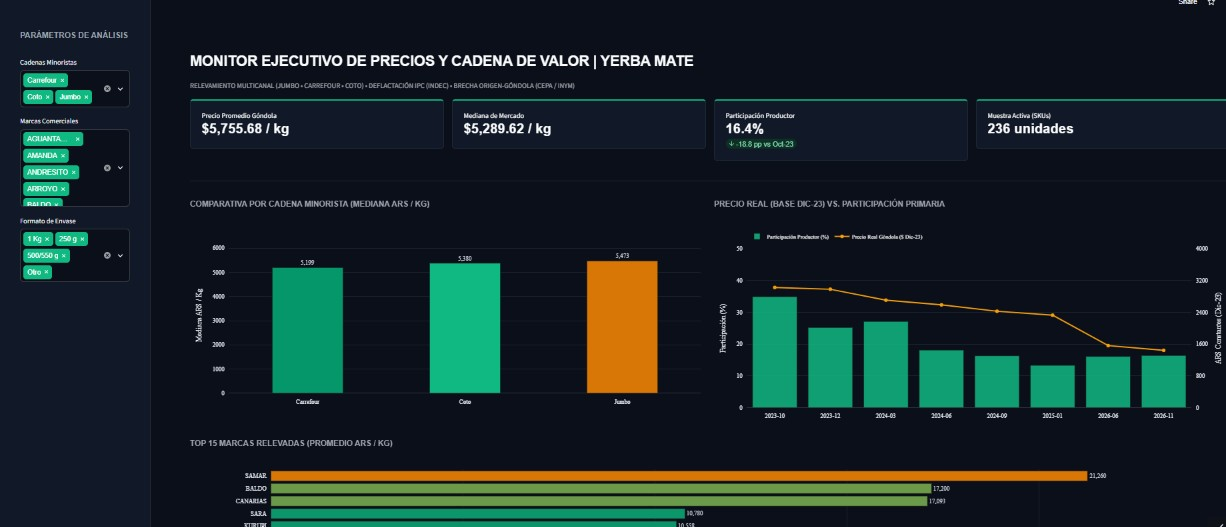 Share
PARÁMETROS DE ANÁLISIS
Cadenas Minoristas
Carrefour ×
Coto × Jumbo ×
Marcas Comerciales
AGUANTA... ×
AMANDA ×
ANDRESITO ×
ARROYO ×
BALDO ×
Formato de Envase
1 Kg × 250 g ×
500/550 g ×
Otro ×
MONITOR EJECUTIVO DE PRECIOS Y CADENA DE VALOR | YERBA MATE
RELEVAMIENTO MULTICANAL (JUMBO • CARREFOUR • COTO) • DEFLACTACIÓN IPC (INDEC) • BRECHA ORIGEN-GÓNDOLA (CEPA / INYM)
Precio Promedio Góndola
$5,755.68 / kg
Mediana de Mercado
$5,289.62 / kg
Participación Productor
16.4%
↓ -18.8 pp vs Oct-23
Muestra Activa (SKUs)
236 unidades
COMPARATIVA POR CADENA MINORISTA (MEDIANA ARS / KG)
Mediana ARS / Kg
6000
5000
4000
3000
2000
1000
0
5,199
5,380
5,473
Carrefour
Coto
Jumbo
PRECIO REAL (BASE DIC-23) VS. PARTICIPACIÓN PRIMARIA
Participación Productor (%) Precio Real Góndola ($ Dic-23)
Participación (%)
50
40
30
20
10
0
4000
3200
2400
1600
800
0
ARS Constantes (Dic-23)
2023-10
2023-12
2024-03
2024-06
2024-09
2025-01
2026-06
2026-11
TOP 15 MARCAS RELEVADAS (PROMEDIO ARS / KG)
SAMAR 21,260
BALDO 17,200
CANARIAS 17,093
SARA 10,780
KURUPI 10,558